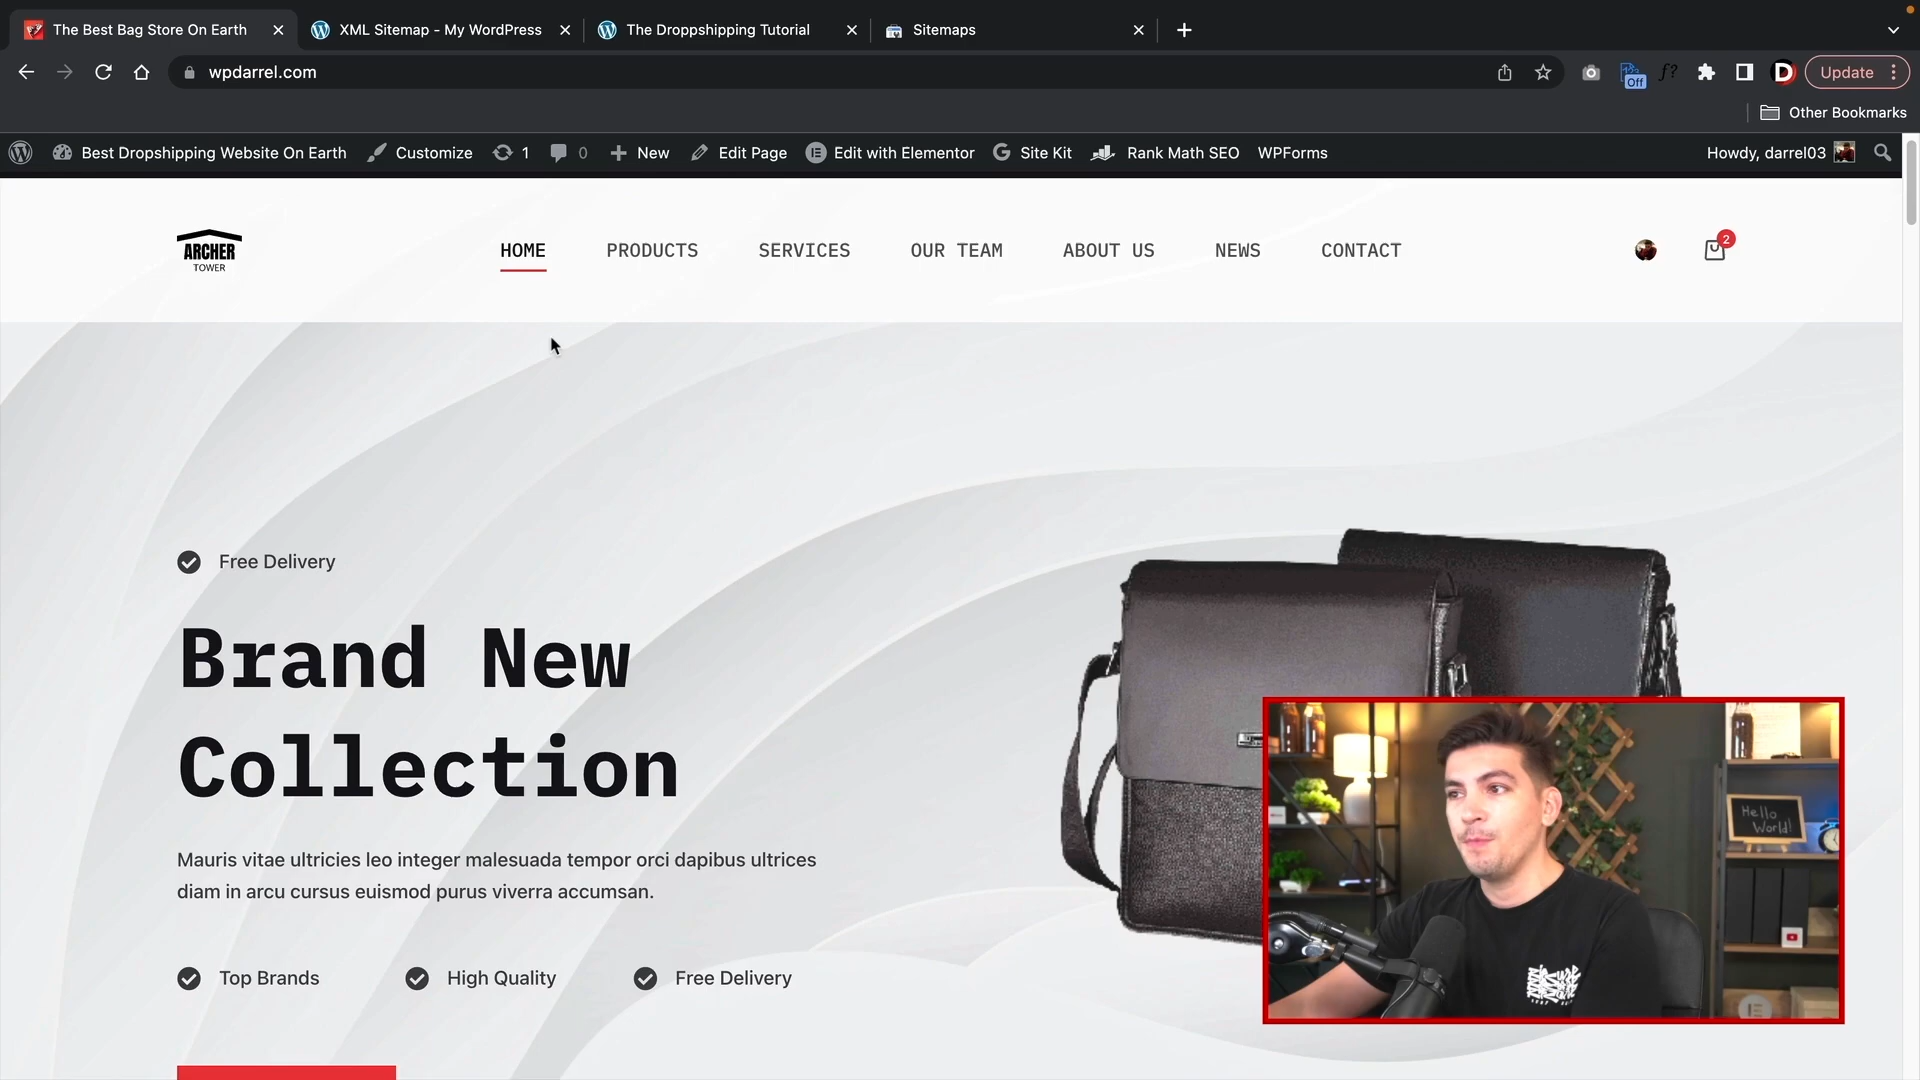 The Best Bag Store On Earth
XML Sitemap - My WordPress
The Droppshipping Tutorial
Sitemaps
wpdarrel.com
Off
f?
D
Update
Other Bookmarks
Best Dropshipping Website On Earth
Customize
1
0
New
Edit Page
Edit with Elementor
Site Kit
Rank Math SEO
WPForms
Howdy, darrel03
ARCHER
TOWER
HOME
PRODUCTS
SERVICES
OUR TEAM
ABOUT US
NEWS
CONTACT
2
Free Delivery
Brand New
Collection
Mauris vitae ultricies leo integer malesuada tempor orci dapibus ultrices
diam in arcu cursus euismod purus viverra accumsan.
Top Brands
High Quality
Free Delivery
Hello
World!